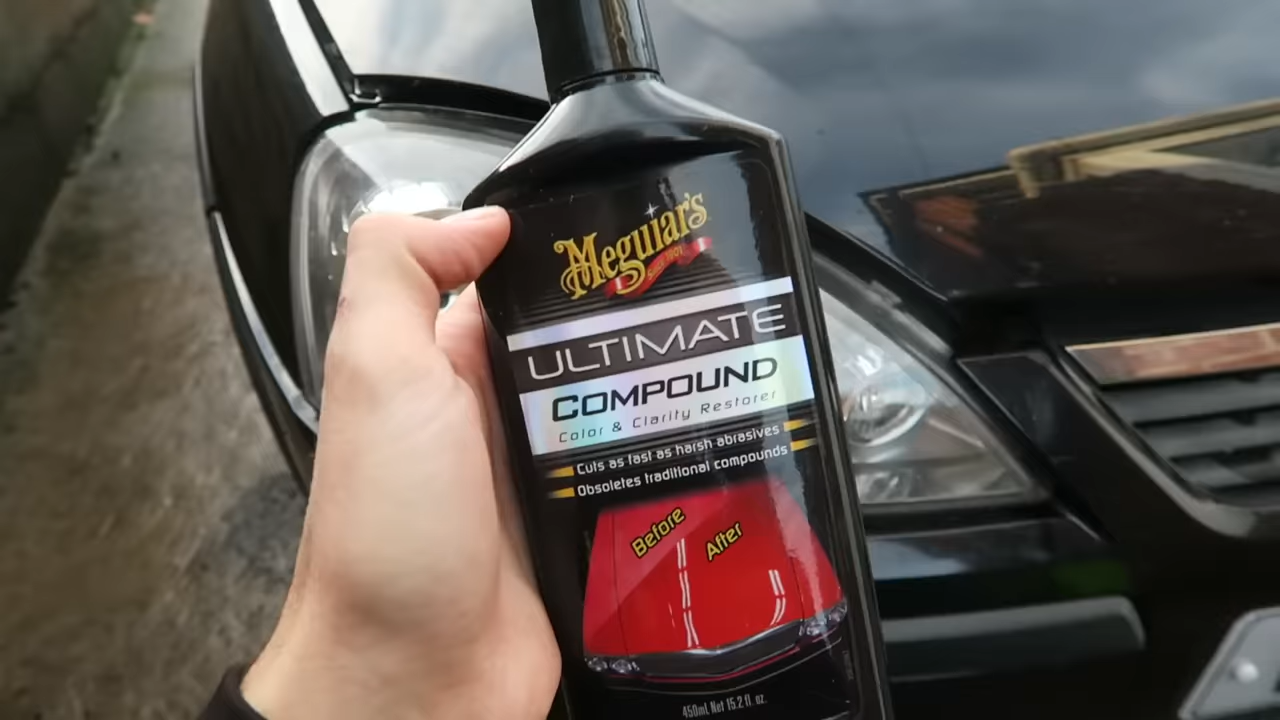 Meguiar's
SINCE 1901
ULTIMATE
COMPOUND
Color & Clarity Restorer
Cuts as fast as harsh abrasives
Obsoletes traditional compounds
Before
After
450mL Net 15.2 fl. oz.